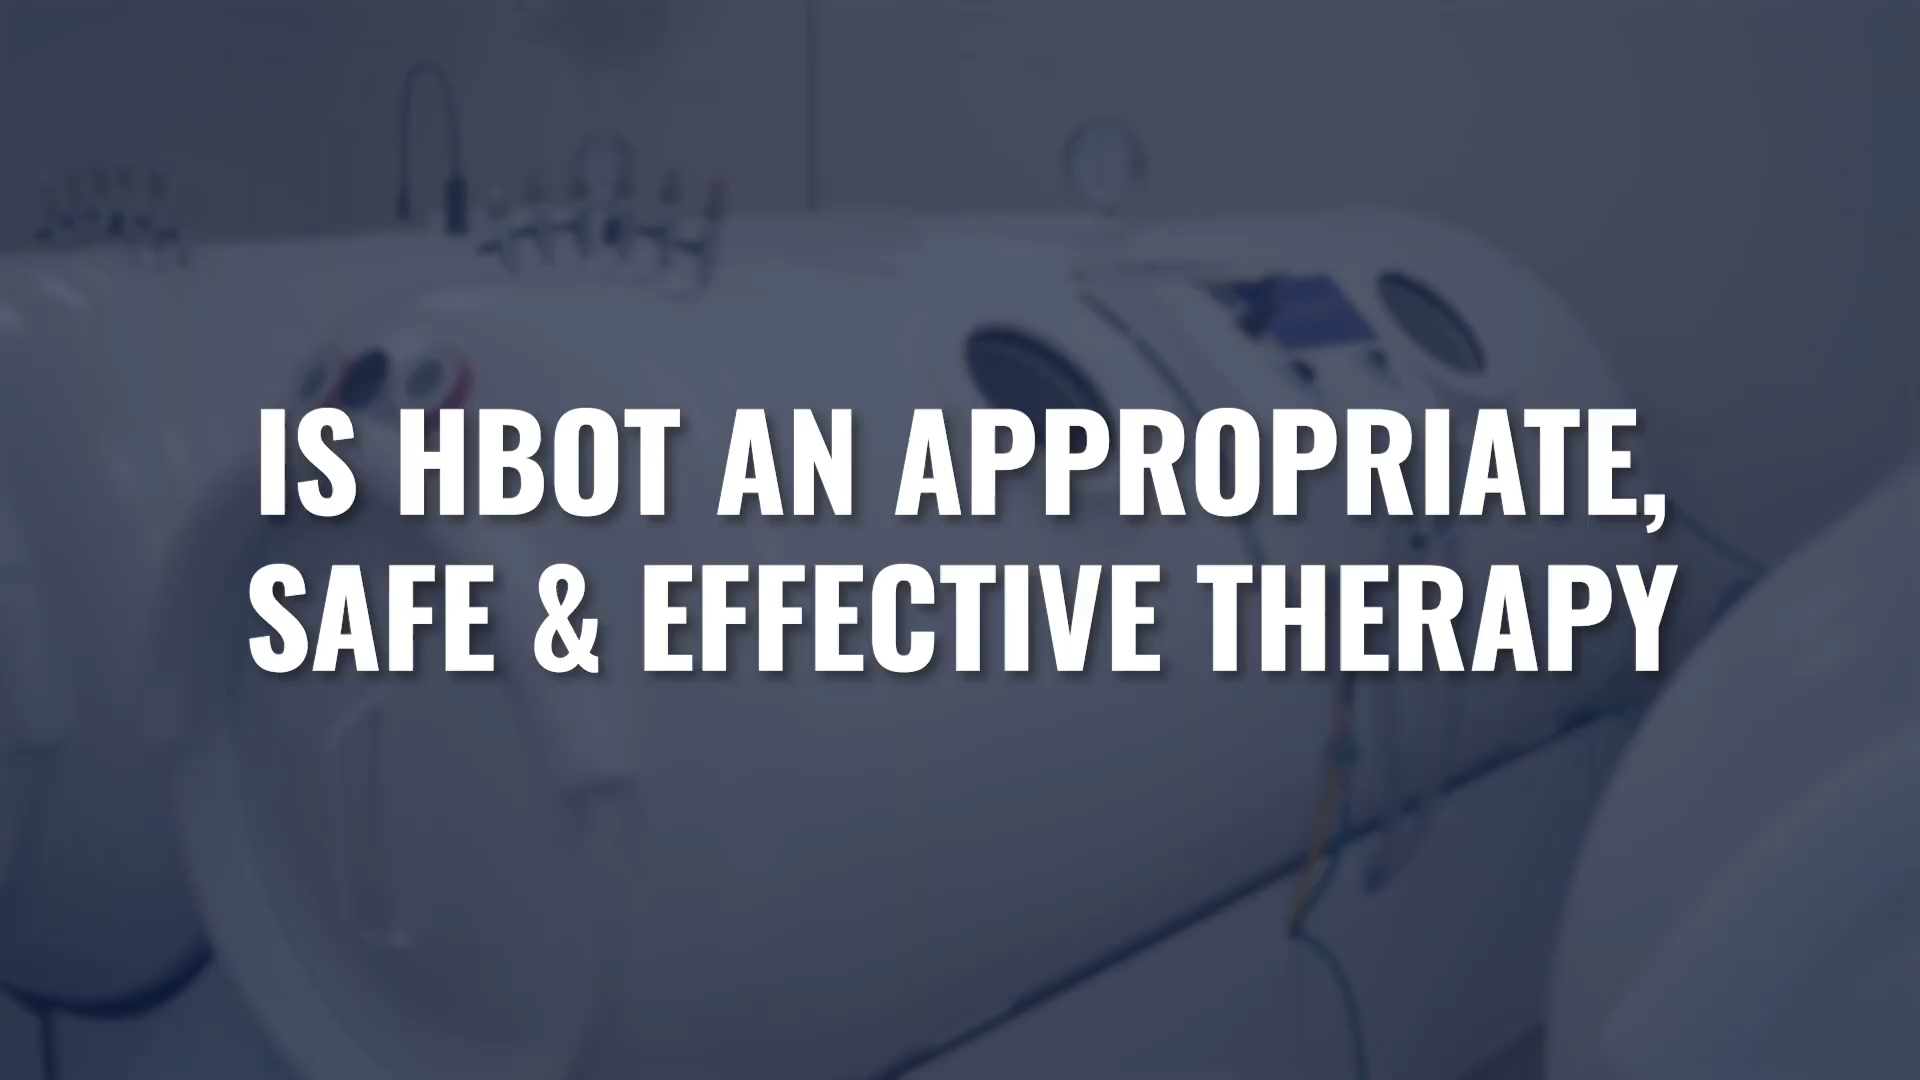 IS HBOT AN APPROPRIATE,
SAFE & EFFECTIVE THERAPY